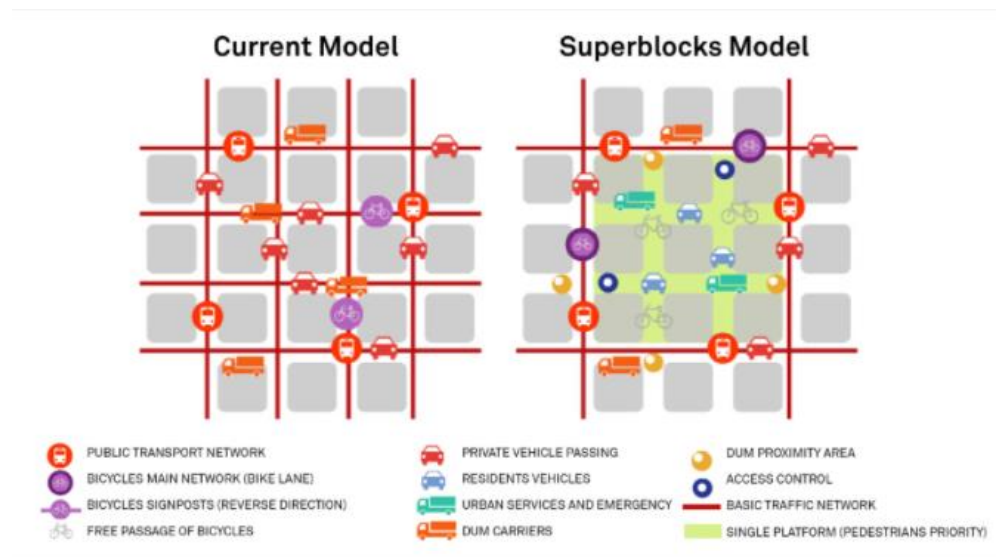 Current Model
Superblocks Model
PUBLIC TRANSPORT NETWORK
BICYCLES MAIN NETWORK (BIKE LANE)
BICYCLES SIGNPOSTS (REVERSE DIRECTION)
FREE PASSAGE OF BICYCLES
PRIVATE VEHICLE PASSING
RESIDENTS VEHICLES
URBAN SERVICES AND EMERGENCY
DUM CARRIERS
DUM PROXIMITY AREA
ACCESS CONTROL
BASIC TRAFFIC NETWORK
SINGLE PLATFORM (PEDESTRIANS PRIORITY)